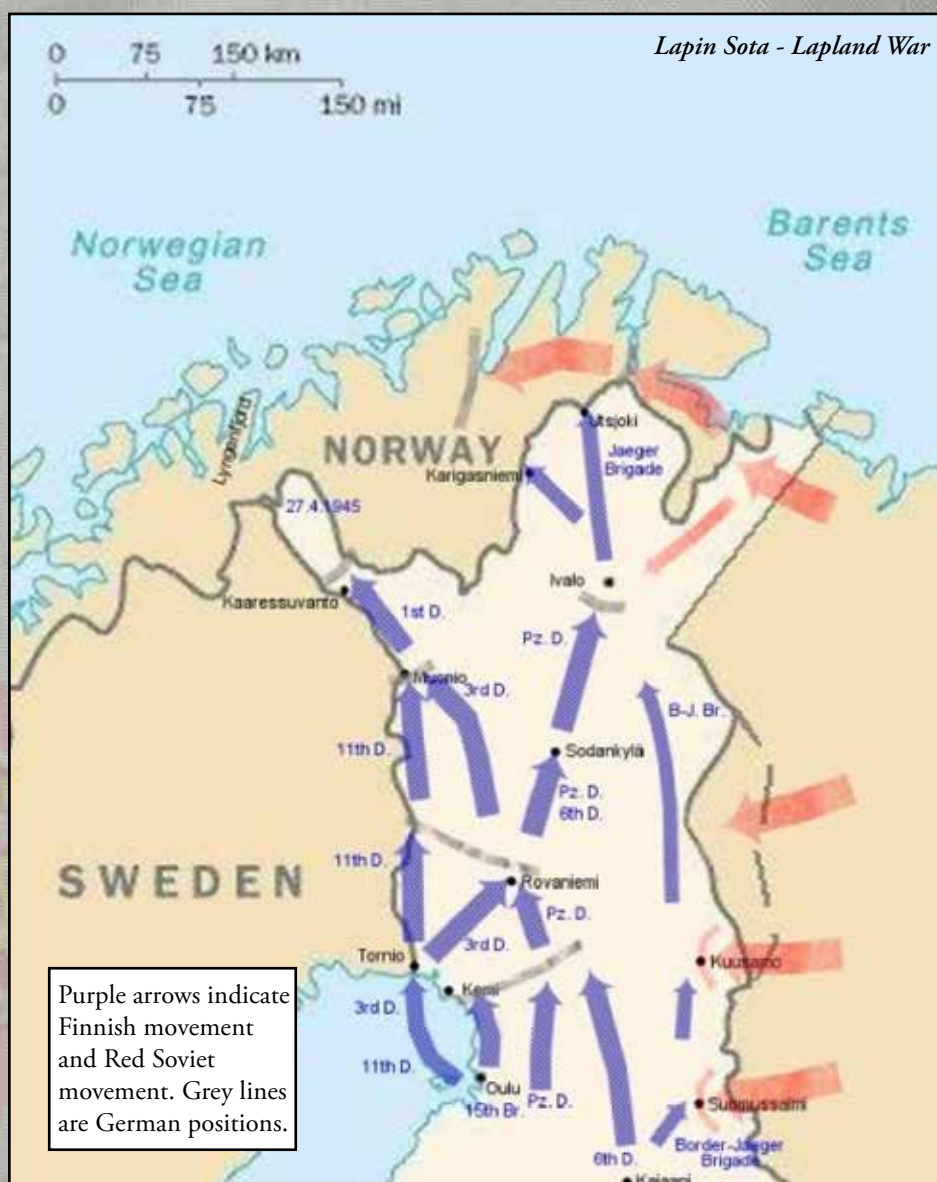 Lapin Sota - Lapland War
0 75 150 km
0 75 150 mi
Norwegian
Sea
Barents
Sea
Lyngenfjord
NORWAY
Utsjoki
Jaeger
Brigade
Karigasniemi
27.4.1945
Ivalo
Kaaressuvanto
1st D.
Pz. D.
Muonio
3rd D.
B-J. Br.
11th D.
Sodankylä
Pz. D.
6th D.
11th D.
SWEDEN
Rovaniemi
Pz. D.
3rd D.
Tornio
Kuusamo
Kemi
3rd D.
11th D.
Oulu
15th Br.
Pz. D.
Suomussalmi
Border-Jaeger
Brigade
6th D.
Kajaani
Purple arrows indicate
Finnish movement
and Red Soviet
movement. Grey lines
are German positions.